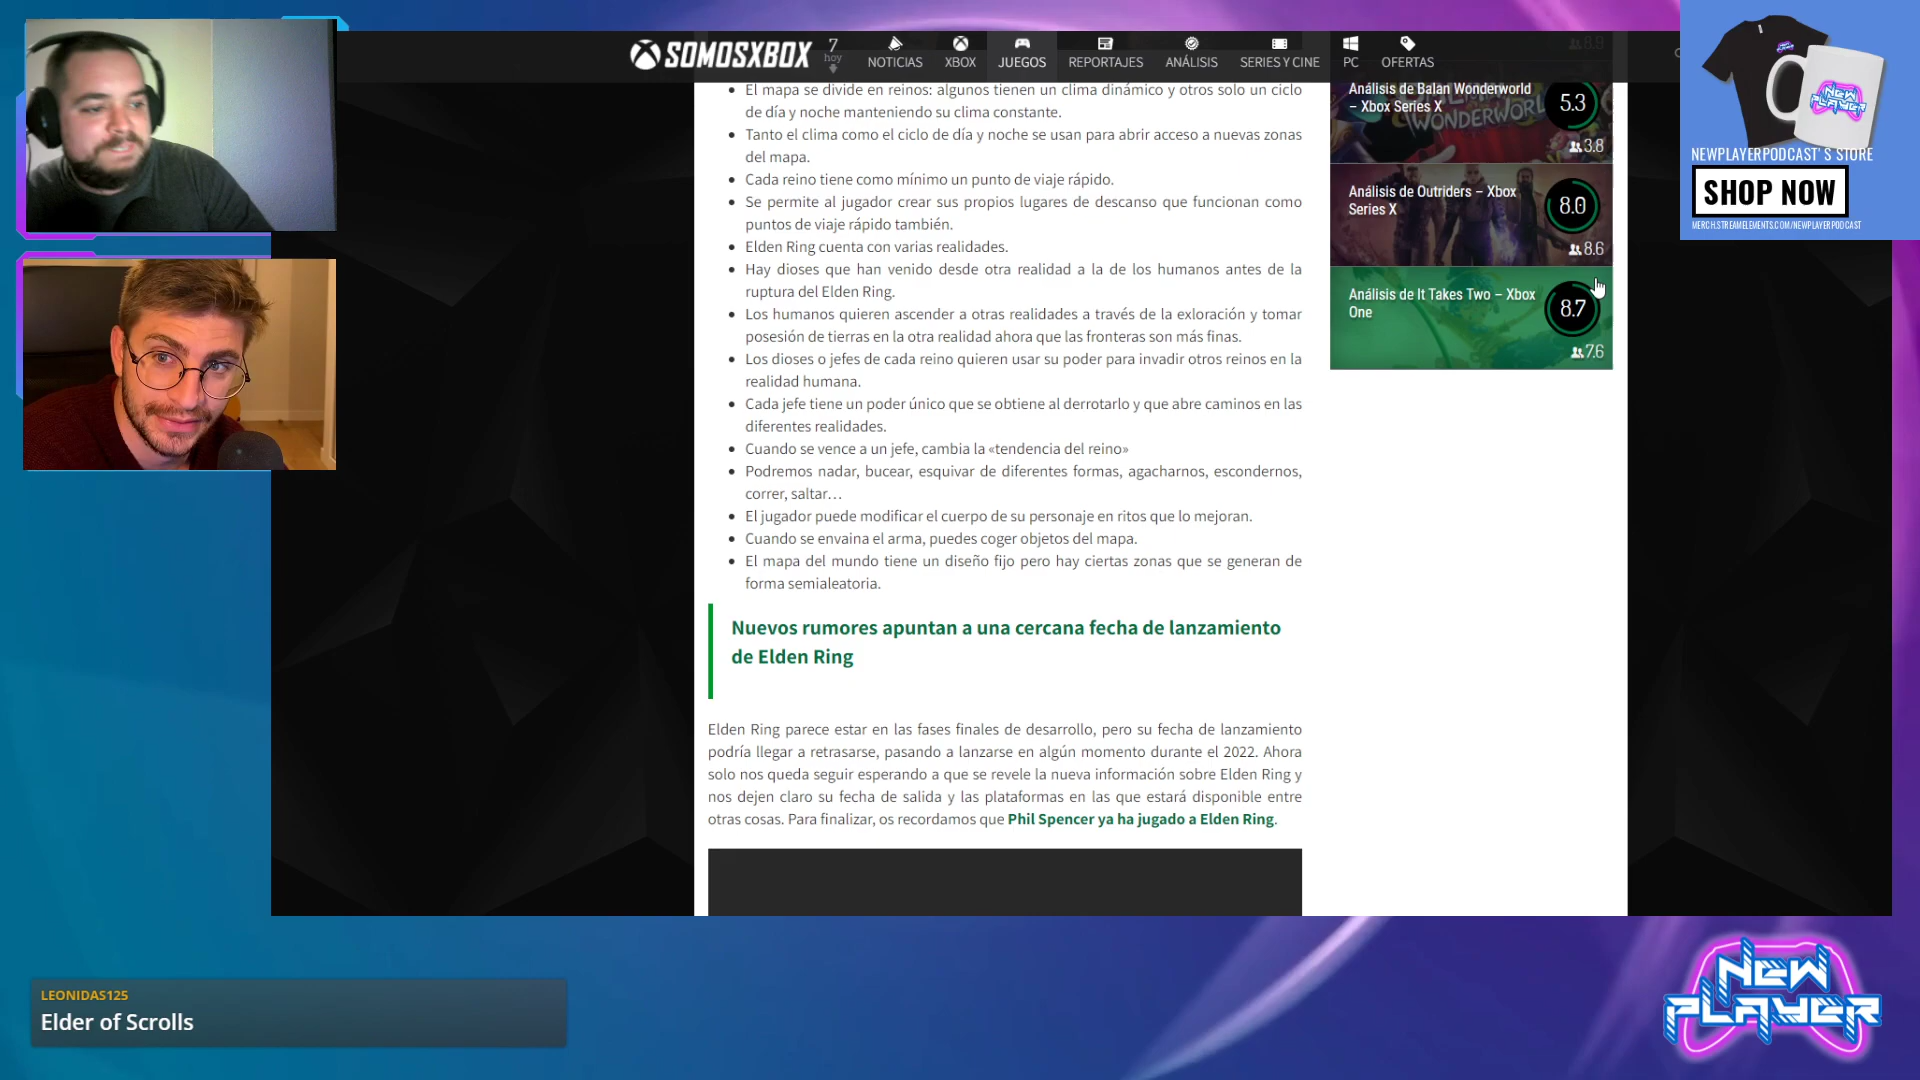 SOMOSXBOX
7
hoy
NOTICIAS
XBOX
JUEGOS
REPORTAJES
ANÁLISIS
SERIES Y CINE
PC
OFERTAS
8.9
El mapa se divide en reinos: algunos tienen un clima dinámico y otros solo un ciclo
de día y noche manteniendo su clima constante.
Tanto el clima como el ciclo de día y noche se usan para abrir acceso a nuevas zonas
del mapa.
Cada reino tiene como mínimo un punto de viaje rápido.
Se permite al jugador crear sus propios lugares de descanso que funcionan como
puntos de viaje rápido también.
Elden Ring cuenta con varias realidades.
Hay dioses que han venido desde otra realidad a la de los humanos antes de la
ruptura del Elden Ring.
Los humanos quieren ascender a otras realidades a través de la exloración y tomar
posesión de tierras en la otra realidad ahora que las fronteras son más finas.
Los dioses o jefes de cada reino quieren usar su poder para invadir otros reinos en la
realidad humana.
Cada jefe tiene un poder único que se obtiene al derrotarlo y que abre caminos en las
diferentes realidades.
Cuando se vence a un jefe, cambia la «tendencia del reino»
Podremos nadar, bucear, esquivar de diferentes formas, agacharnos, escondernos,
correr, saltar…
El jugador puede modificar el cuerpo de su personaje en ritos que lo mejoran.
Cuando se envaina el arma, puedes coger objetos del mapa.
El mapa del mundo tiene un diseño fijo pero hay ciertas zonas que se generan de
forma semialeatoria.
Nuevos rumores apuntan a una cercana fecha de lanzamiento
de Elden Ring
Elden Ring parece estar en las fases finales de desarrollo, pero su fecha de lanzamiento
podría llegar a retrasarse, pasando a lanzarse en algún momento durante el 2022. Ahora
solo nos queda seguir esperando a que se revele la nueva información sobre Elden Ring y
nos dejen claro su fecha de salida y las plataformas en las que estará disponible entre
otras cosas. Para finalizar, os recordamos que Phil Spencer ya ha jugado a Elden Ring.
Análisis de Balan Wonderworld
– Xbox Series X
5.3
WONDERWORLD
3.8
Análisis de Outriders – Xbox
Series X
8.0
8.6
Análisis de It Takes Two – Xbox
One
8.7
7.6
NEW
PLAYER
NEWPLAYERPODCAST'S STORE
SHOP NOW
MERCH.STREAMELEMENTS.COM/NEWPLAYERPODCAST
LEONIDAS125
Elder of Scrolls
NEW
PLAYER